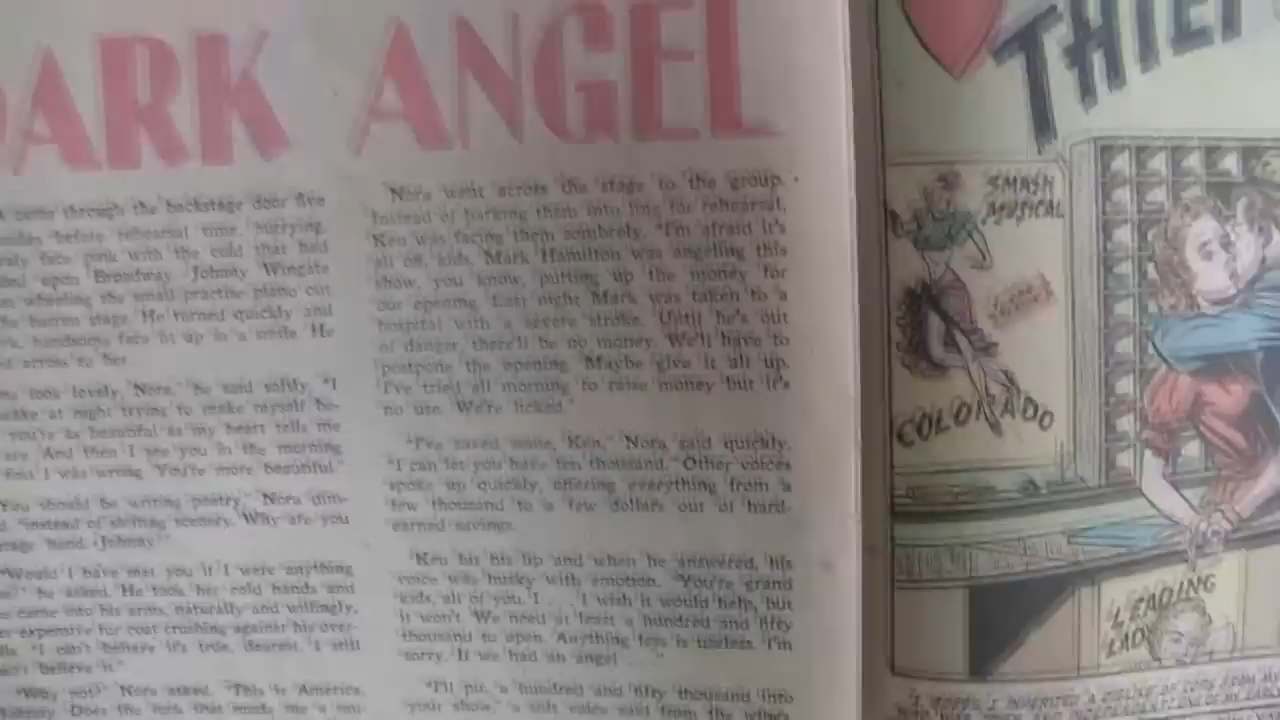 DARK ANGEL
come through the backstage door five
before rehearsal time, hurrying,
face pink with the cold that had
upon Broadway. Johnny Wingate
wheeling the small practise piano out
barren stage. He turned quickly and
handsome face lit up in a smile. He
across to her
look lovely, Nora," he said softly. "I
awake at night trying to make myself be-
you're as beautiful as my heart tells me
are. And then I see you in the morning
find I was wrong. You're more beautiful."
You should be writing poetry," Nora dim-
"instead of shifting scenery. Why are you
hand, Johnny?"
"Would I have met you if I were anything
he asked. He took her cold hands and
came into his arms, naturally and willingly,
expensive fur coat crushing against his over-
"I can't believe it's true, dearest. I still
believe it."
"Why not?" Nora asked. "This is America,
Johnny. Does the fact that made me a
Nora went across the stage to the group.
Instead of barking them into line for rehearsal,
Ken was facing them sombrely. "I'm afraid it's
all off, kids. Mark Hamilton was angeling this
show, you know, putting up the money for
our opening. Last night Mark was taken to a
hospital with a severe stroke. Until he's out
of danger, there'll be no money. We'll have to
postpone the opening. Maybe give it all up.
I've tried all morning to raise money but it's
no use. We're licked."
"I've saved some, Ken," Nora said quickly.
"I can let you have ten thousand." Other voices
spoke up quickly, offering everything from a
few thousand to a few dollars out of hard-
earned savings.
Ken bit his lip and when he answered, his
voice was husky with emotion. "You're grand
kids, all of you. I . . . I wish it would help, but
it won't. We need at least a hundred and fifty
thousand to open. Anything less is useless. I'm
sorry. If we had an angel . . ."
"I'll put a hundred and fifty thousand into
your show," a soft voice said from the wings
THIEF
SMASH
MUSICAL
COLORADO
LEADING
LADY